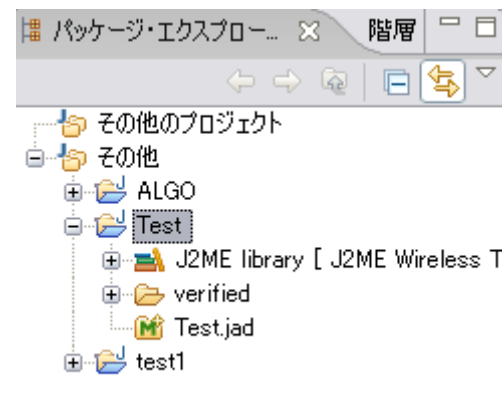 パッケージ・エクスプロー... 階層
その他のプロジェクト
その他
ALGO
Test
J2ME library [ J2ME Wireless T
verified
Test.jad
test1